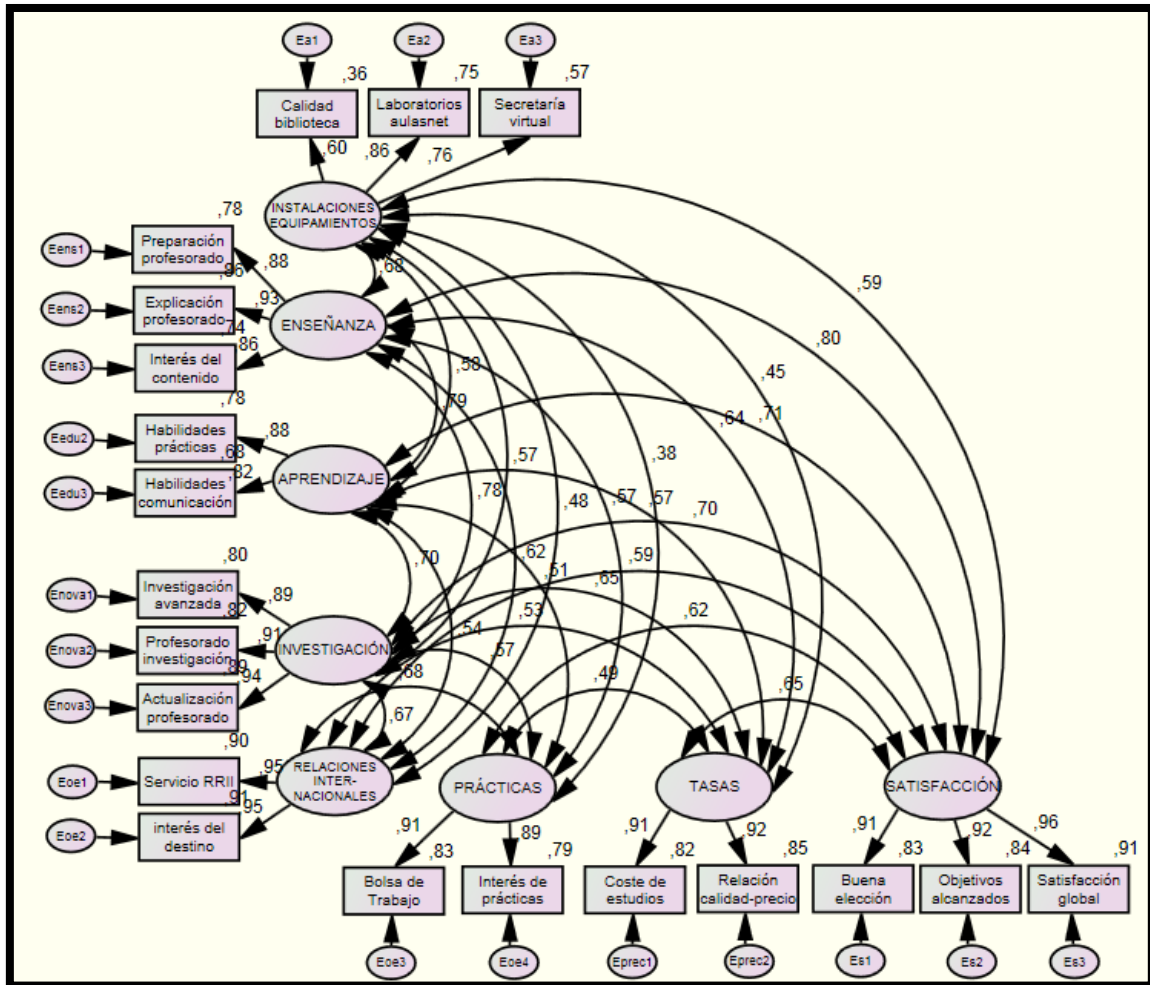 Ea1
Ea2
Ea3
,36
,75
,57
Calidad
biblioteca
Laboratorios
aulasnet
Secretaría
virtual
,60
,86
,76
INSTALACIONES
EQUIPAMIENTOS
,78
Eens1
Preparación
profesorado
,88
,68
,59
,86
Eens2
Explicación
profesorado
,93
ENSEÑANZA
,80
,74
Eens3
Interés del
contenido
,86
,58
,45
,78
,79
,64
,71
Eedu2
Habilidades
prácticas
,88
,68
APRENDIZAJE
,57
,38
Eedu3
Habilidades
comunicación
,82
,78
,48
,57
,57
,70
,80
,70
,62
,51
,59
,65
Enova1
Investigación
avanzada
,89
,82
,53
,62
Enova2
Profesorado
investigación
,91
INVESTIGACIÓN
,54
,57
,89
,94
,68
,49
,65
Enova3
Actualización
profesorado
,67
,90
Eoe1
Servicio RRII
,95
RELACIONES
INTER-
NACIONALES
PRÁCTICAS
TASAS
SATISFACCIÓN
,91
,95
Eoe2
interés del
destino
,91
,89
,91
,92
,91
,92
,96
,83
,79
,82
,85
,83
,84
,91
Bolsa de
Trabajo
Interés de
prácticas
Coste de
estudios
Relación
calidad-precio
Buena
elección
Objetivos
alcanzados
Satisfacción
global
Eoe3
Eoe4
Eprec1
Eprec2
Es1
Es2
Es3